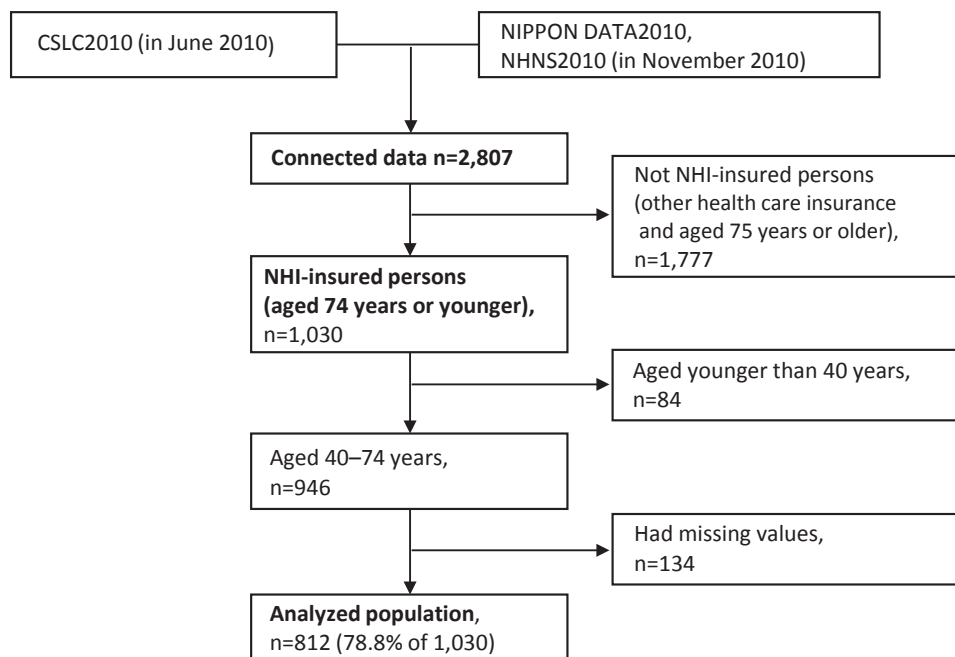 CSLC2010 (in June 2010)
NIPPON DATA2010,
NHNS2010 (in November 2010)
Connected data n=2,807
Not NHI-insured persons
(other health care insurance
and aged 75 years or older),
n=1,777
NHI-insured persons
(aged 74 years or younger),
n=1,030
Aged younger than 40 years,
n=84
Aged 40–74 years,
n=946
Had missing values,
n=134
Analyzed population,
n=812 (78.8% of 1,030)